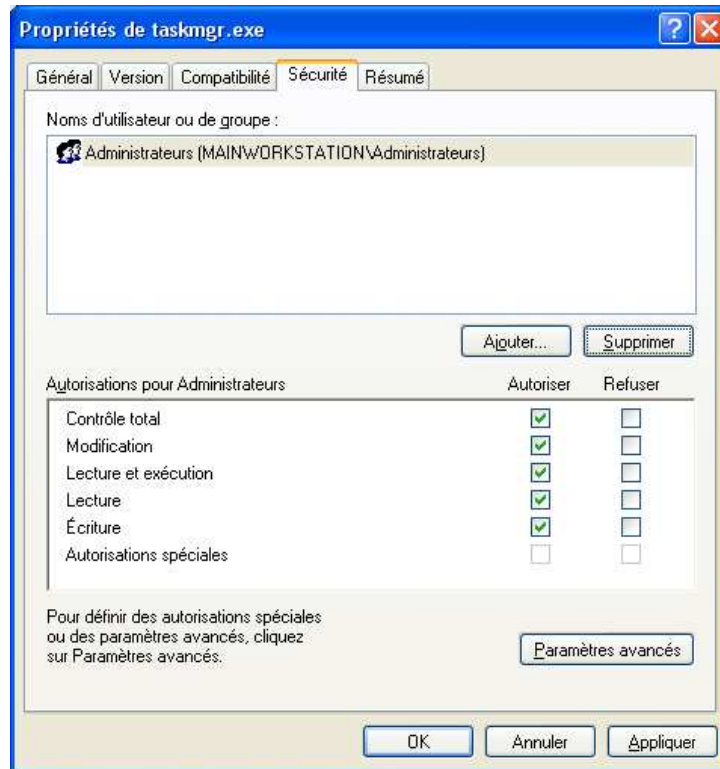 Propriétés de taskmgr.exe
Général Version Compatibilité Sécurité Résumé
Noms d'utilisateur ou de groupe :
Administrateurs (MAINWORKSTATION\Administrateurs)
Ajouter... Supprimer
Autorisations pour Administrateurs Autoriser Refuser
Contrôle total
Modification
Lecture et exécution
Lecture
Écriture
Autorisations spéciales
Pour définir des autorisations spéciales
ou des paramètres avancés, cliquez
sur Paramètres avancés.
Paramètres avancés
OK Annuler Appliquer